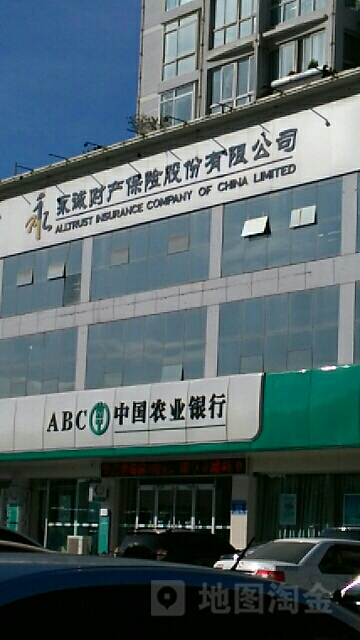 永诚财产保险股份有限公司
ALLTRUST INSURANCE COMPANY OF CHINA LIMITED
ABC 中国农业银行
地图淘金